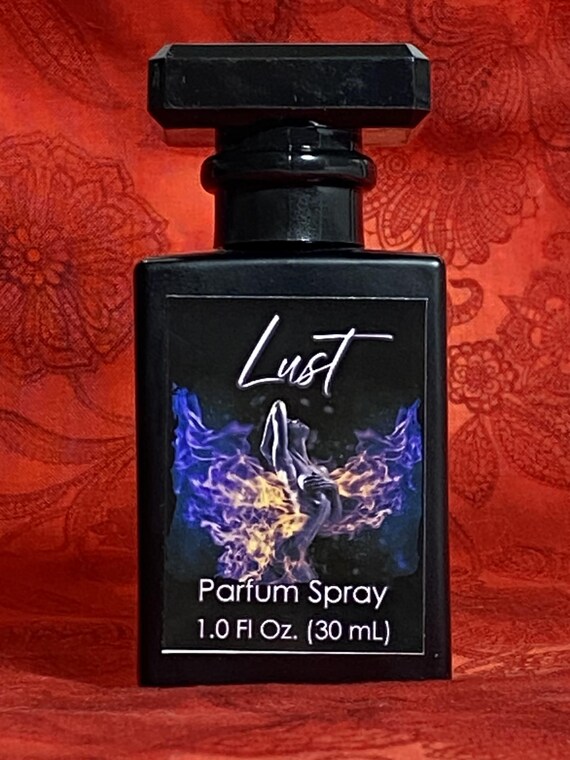 Lust
Parfum Spray
1.0 Fl Oz. (30 mL)